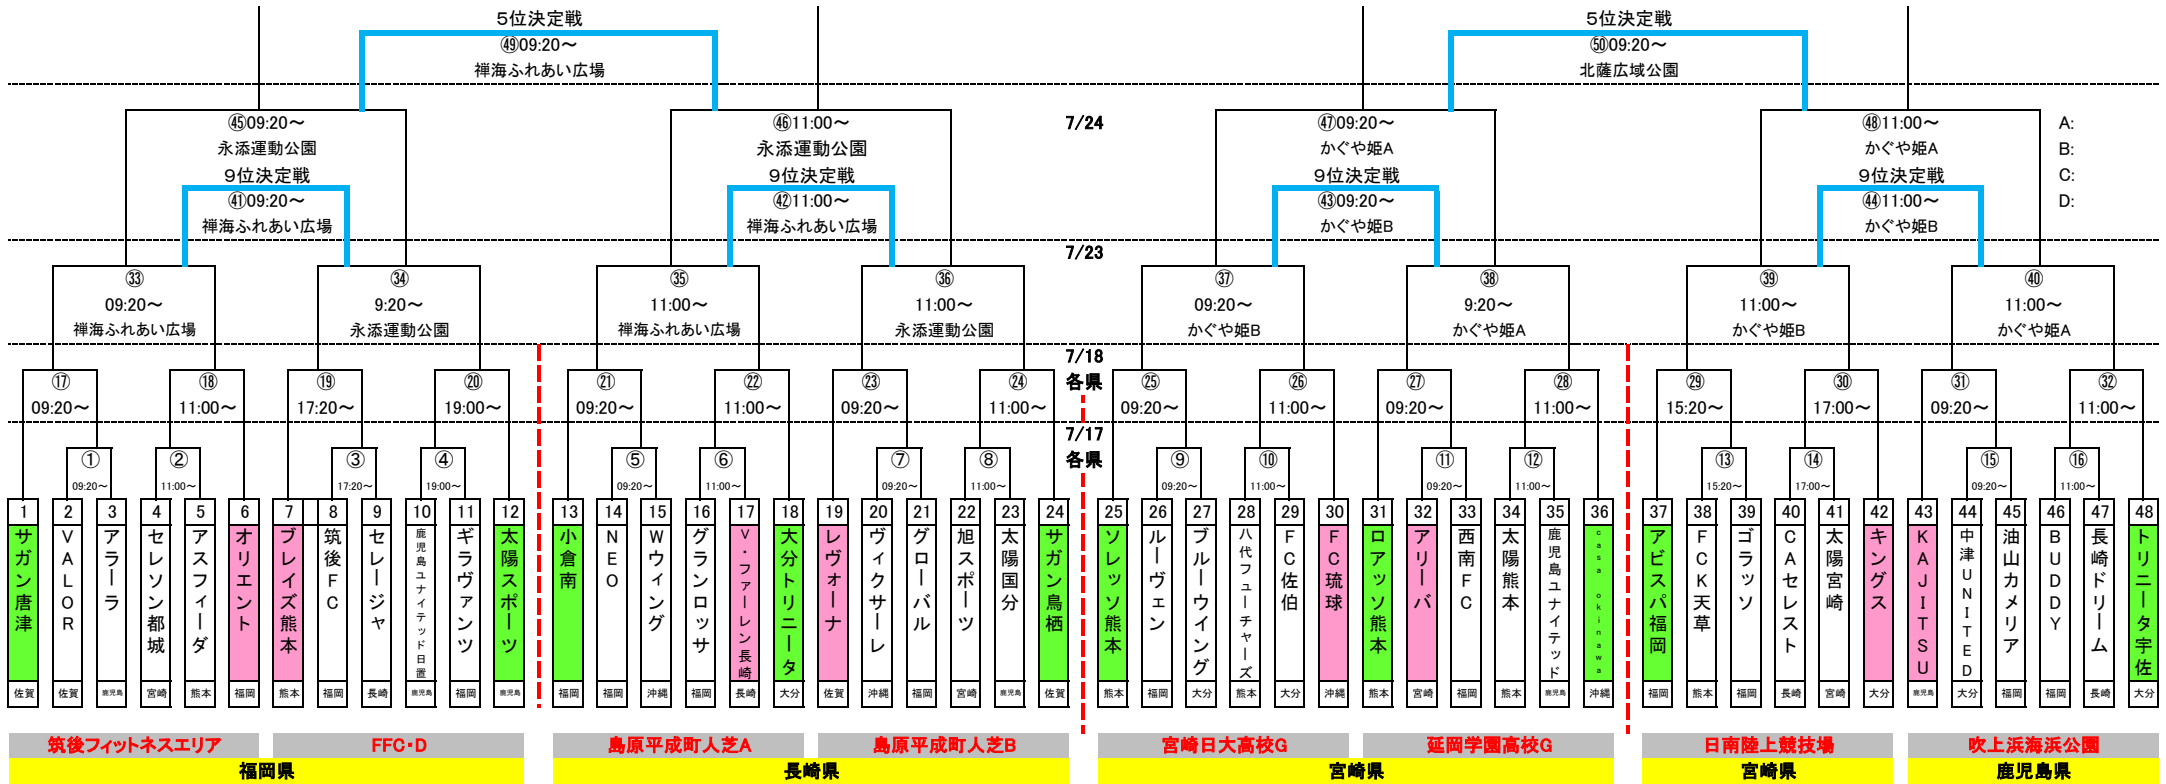 5位決定戦 5位決定戦
㊾09:20～ ㊿09:20～
禅海ふれあい広場 北薩広域公園
㊺09:20～ ㊻11:00～ 7/24 ㊼09:20～ ㊽11:00～ A:
永添運動公園 永添運動公園 かぐや姫A かぐや姫A B:
9位決定戦 9位決定戦 9位決定戦 9位決定戦 C:
㊶09:20～ ㊷11:00～ ㊸09:20～ ㊹11:00～ D:
禅海ふれあい広場 禅海ふれあい広場 かぐや姫B かぐや姫B
7/23
㉝ ㉞ ㉟ ㊱ ㊲ ㊳ ㊴ ㊵
09:20～ 9:20～ 11:00～ 11:00～ 09:20～ 9:20～ 11:00～ 11:00～
禅海ふれあい広場 永添運動公園 禅海ふれあい広場 永添運動公園 かぐや姫B かぐや姫A かぐや姫B かぐや姫A
7/18
⑰ ⑱ ⑲ ⑳ ㉑ ㉒ ㉓ ㉔ 各県 ㉕ ㉖ ㉗ ㉘ ㉙ ㉚ ㉛ ㉜
09:20～ 11:00～ 17:20～ 19:00～ 09:20～ 11:00～ 09:20～ 11:00～ 09:20～ 11:00～ 09:20～ 11:00～ 15:20～ 17:00～ 09:20～ 11:00～
7/17
① ② ③ ④ ⑤ ⑥ ⑦ ⑧ 各県 ⑨ ⑩ ⑪ ⑫ ⑬ ⑭ ⑮ ⑯
09:20～ 11:00～ 17:20～ 19:00～ 09:20～ 11:00～ 09:20～ 11:00～ 09:20～ 11:00～ 09:20～ 11:00～ 15:20～ 17:00～ 09:20～ 11:00～
1 サガン唐津 佐賀
2 VALOR 佐賀
3 アラーラ 鹿児島
4 セレソン都城 宮崎
5 アスフィーダ 熊本
6 オリエント 福岡
7 ブレイズ熊本 熊本
8 筑後FC 福岡
9 セレージャ 長崎
10 鹿児島ユナイテッド日置 鹿児島
11 ギラヴァンツ 福岡
12 太陽スポーツ 鹿児島
13 小倉南 福岡
14 NEO 福岡
15 Wウィング 沖縄
16 グランロッサ 福岡
17 V・ファーレン長崎 長崎
18 大分トリニータ 大分
19 レヴォーナ 佐賀
20 ヴィクサーレ 沖縄
21 グローバル 福岡
22 旭スポーツ 宮崎
23 太陽国分 鹿児島
24 サガン鳥栖 佐賀
25 ソレッソ熊本 熊本
26 ルーヴェン 福岡
27 ブルーウイング 大分
28 八代フューチャーズ 熊本
29 FC佐伯 大分
30 FC琉球 沖縄
31 ロアッソ熊本 熊本
32 アリーバ 宮崎
33 西南FC 福岡
34 太陽熊本 熊本
35 鹿児島ユナイテッド 鹿児島
36 casa okinawa 沖縄
37 アビスパ福岡 福岡
38 FCK天草 熊本
39 ゴラッソ 福岡
40 CAセレスト 長崎
41 太陽宮崎 宮崎
42 キングス 大分
43 KAJITSU 鹿児島
44 中津UNITED 大分
45 油山カメリア 福岡
46 BUDDY 福岡
47 長崎ドリーム 長崎
48 トリニータ宇佐 大分
筑後フィットネスエリア FFC・D 島原平成町人芝A 島原平成町人芝B 宮崎日大高校G 延岡学園高校G 日南陸上競技場 吹上浜海浜公園
福岡県 長崎県 宮崎県 宮崎県 鹿児島県